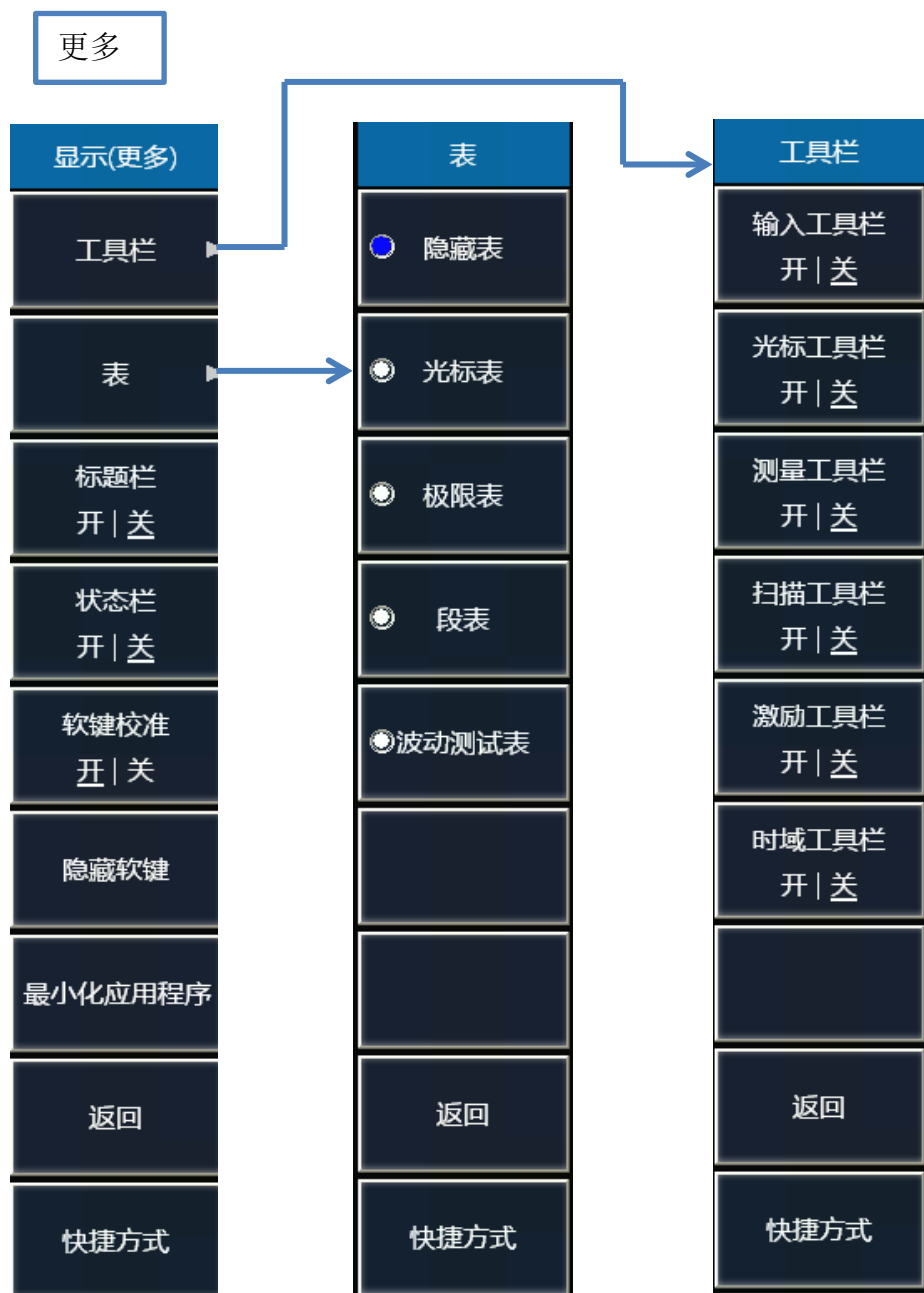 更多
显示(更多)
工具栏
表
标题栏
开 | 关
状态栏
开 | 关
软键校准
开 | 关
隐藏软键
最小化应用程序
返回
快捷方式
表
隐藏表
光标表
极限表
段表
波动测试表
返回
快捷方式
工具栏
输入工具栏
开 | 关
光标工具栏
开 | 关
测量工具栏
开 | 关
扫描工具栏
开 | 关
激励工具栏
开 | 关
时域工具栏
开 | 关
返回
快捷方式